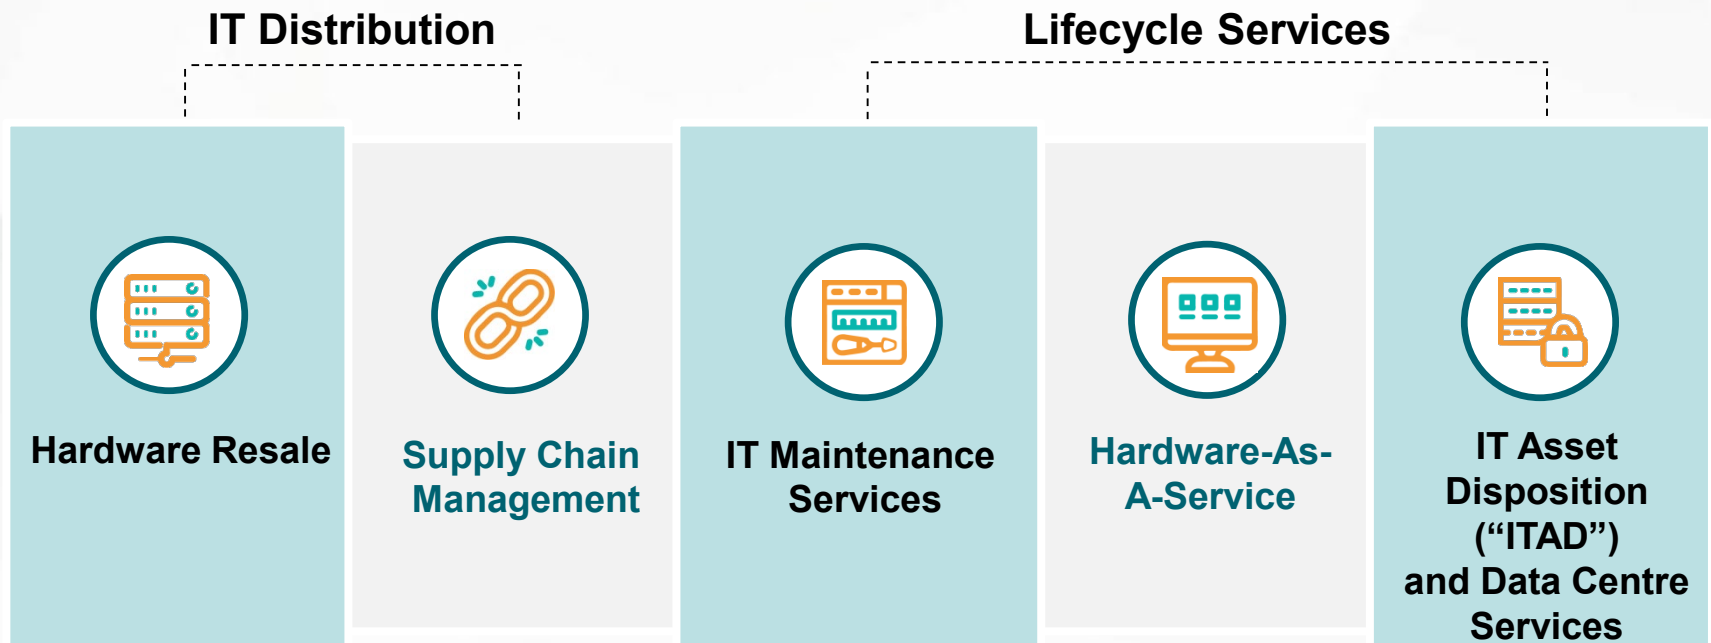 IT Distribution
Lifecycle Services
Hardware Resale
Supply Chain
Management
IT Maintenance
Services
Hardware-As-
A-Service
IT Asset
Disposition
(“ITAD”)
and Data Centre
Services